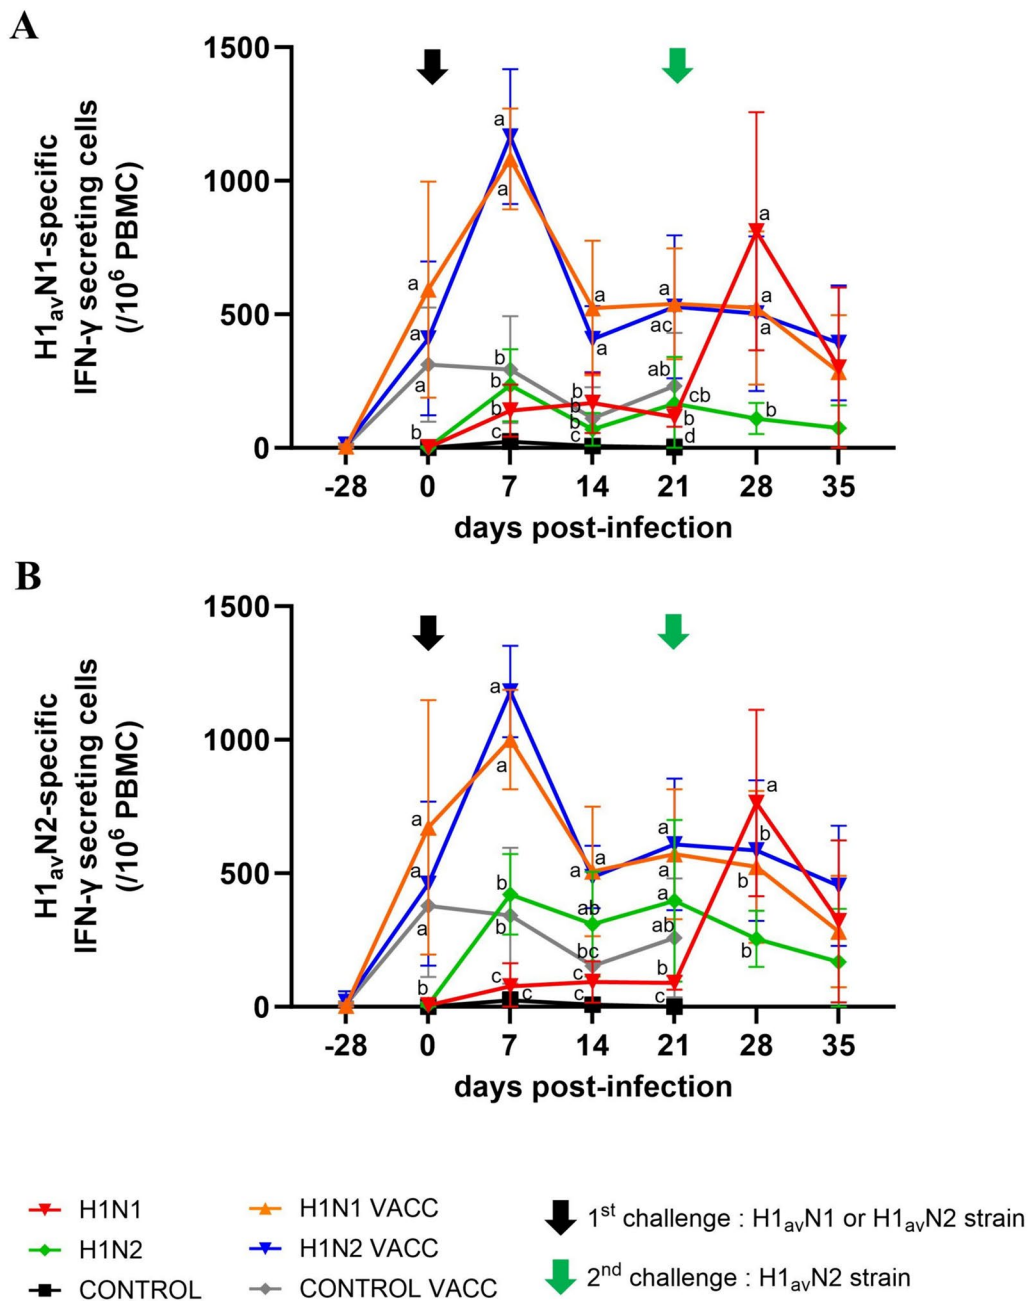 A
H1avN1-specific
IFN-γ secreting cells
(/10⁶ PBMC)
1500
1000
500
0
a
a
a
a
a
b
a
a
b
b
b
c
a
a
b
b
b
c
a
ac
ab
cb
b
d
a
a
a
b
-28 0 7 14 21 28 35
days post-infection
B
H1avN2-specific
IFN-γ secreting cells
(/10⁶ PBMC)
1500
1000
500
0
a
a
a
b
a
a
b
b
c
c
a
ab
bc
c
c
a
a
a
ab
b
c
a
b
b
b
-28 0 7 14 21 28 35
days post-infection
H1N1
H1N2
CONTROL
H1N1 VACC
H1N2 VACC
CONTROL VACC
1st challenge : H1avN1 or H1avN2 strain
2nd challenge : H1avN2 strain